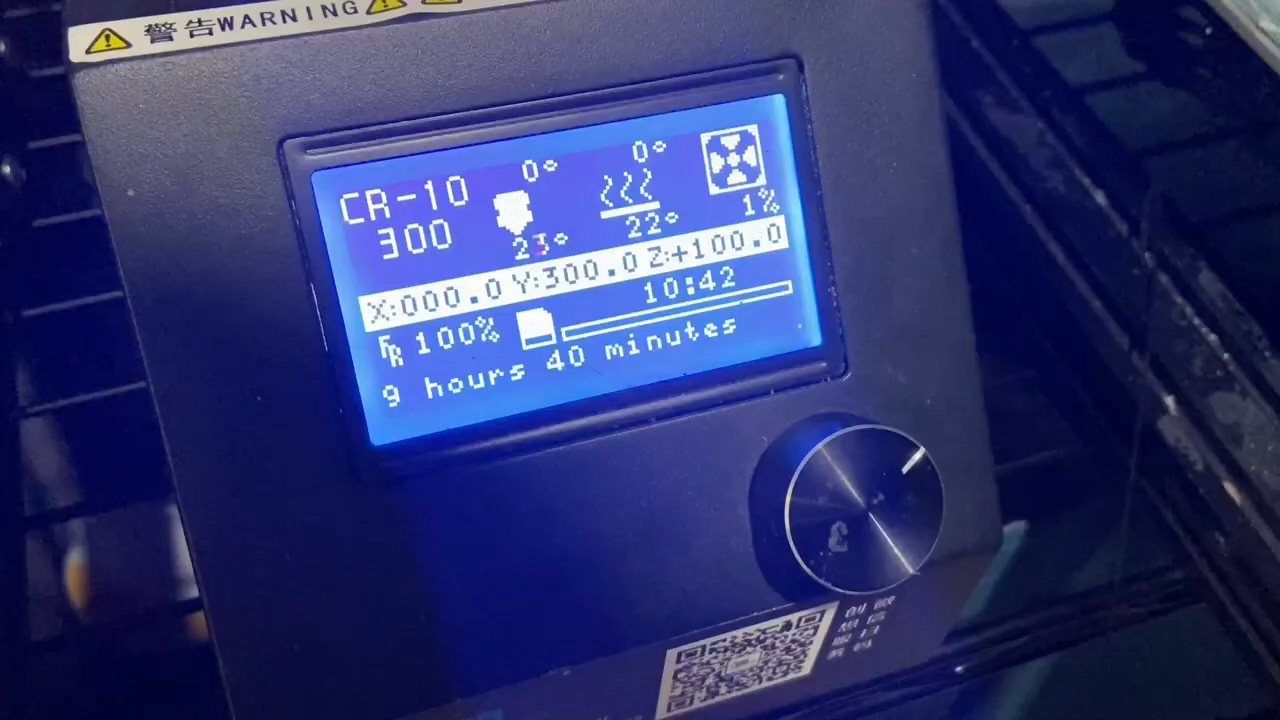 警告WARNING
CR-10
300
0°
0°
23°
22°
1%
X:000.0 Y:300.0 Z:+100.0
10:42
FR 100%
9 hours 40 minutes